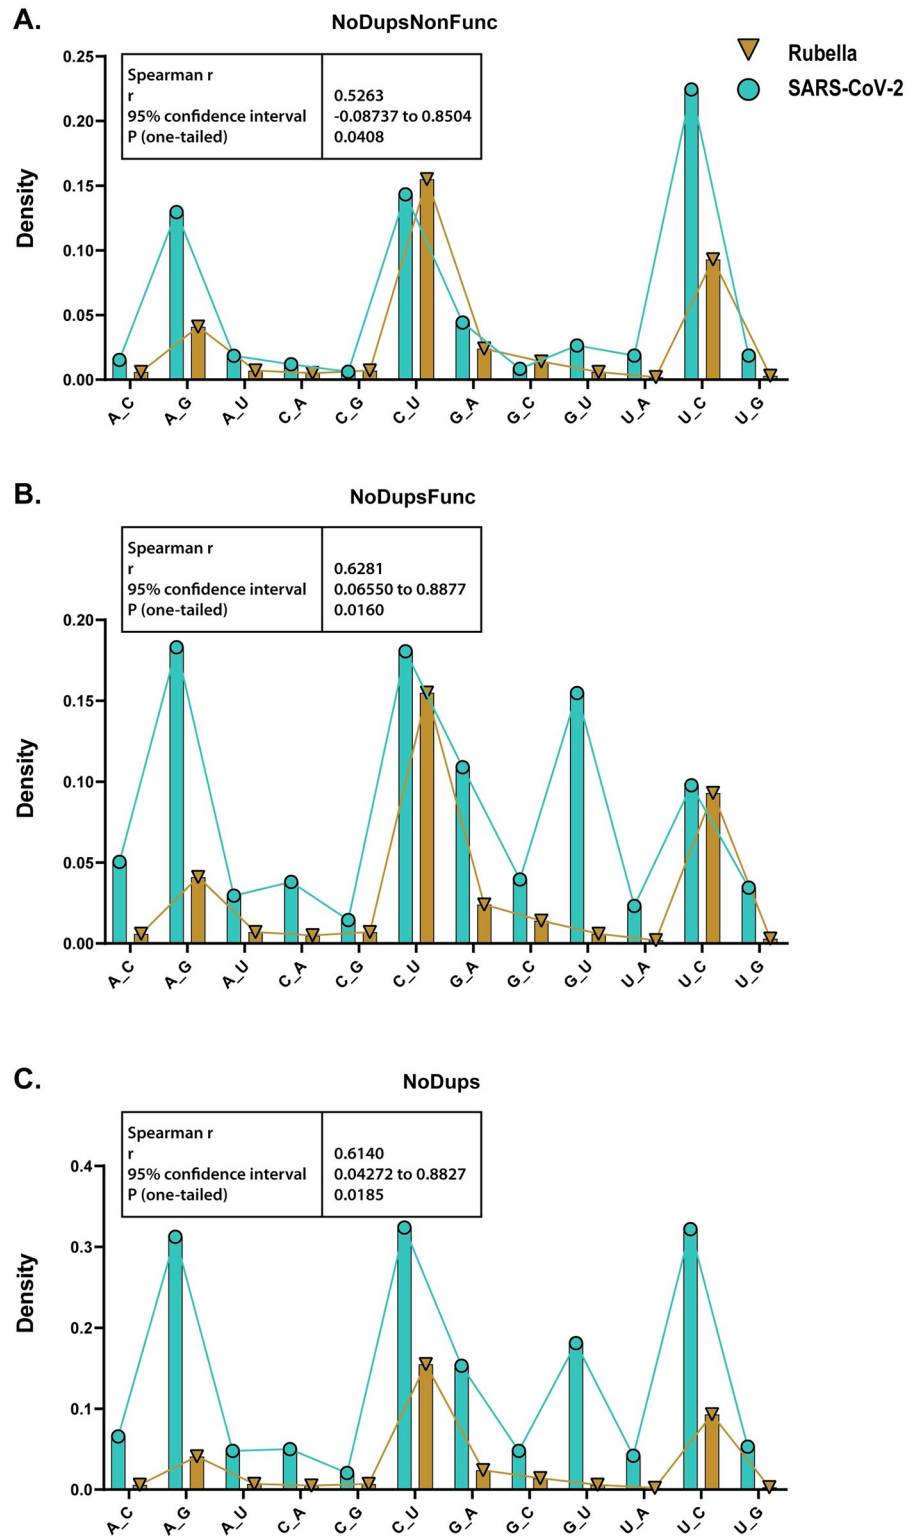 A.
NoDupsNonFunc
Rubella
SARS-CoV-2
Spearman r
r 0.5263
95% confidence interval -0.08737 to 0.8504
P (one-tailed) 0.0408
Density
0.25
0.20
0.15
0.10
0.05
0.00
A_C A_G A_U C_A C_G C_U G_A G_C G_U U_A U_C U_G
B.
NoDupsFunc
Spearman r
r 0.6281
95% confidence interval 0.06550 to 0.8877
P (one-tailed) 0.0160
Density
0.20
0.15
0.10
0.05
0.00
A_C A_G A_U C_A C_G C_U G_A G_C G_U U_A U_C U_G
C.
NoDups
Spearman r
r 0.6140
95% confidence interval 0.04272 to 0.8827
P (one-tailed) 0.0185
Density
0.4
0.3
0.2
0.1
0.0
A_C A_G A_U C_A C_G C_U G_A G_C G_U U_A U_C U_G